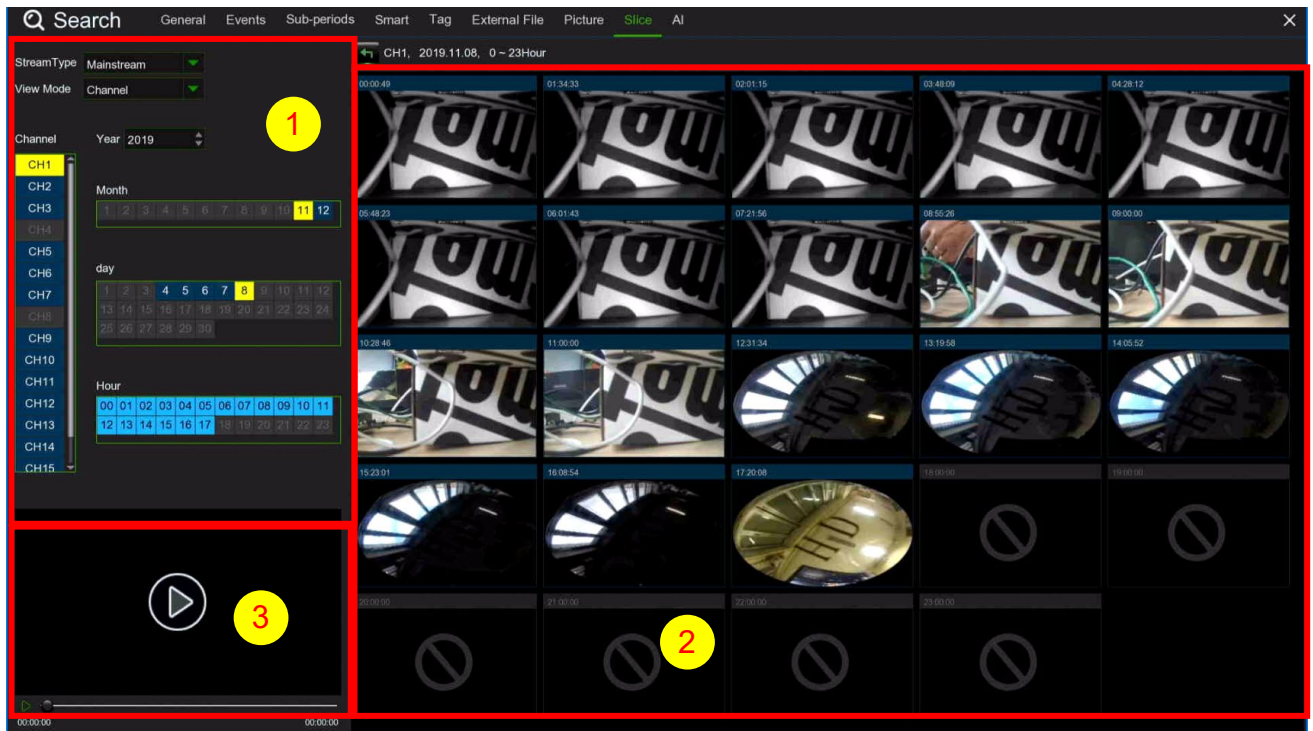 Search General Events Sub-periods Smart Tag External File Picture Slice AI
CH1, 2019.11.08, 0 ~ 23Hour
StreamType Mainstream
View Mode Channel
1
Channel Year 2019
CH1
CH2
CH3
CH4
CH5
CH6
CH7
CH8
CH9
CH10
CH11
CH12
CH13
CH14
CH15
Month
1 2 3 4 5 6 7 8 9 10 11 12
day
1 2 3 4 5 6 7 8 9 10 11 12
13 14 15 16 17 18 19 20 21 22 23 24
25 26 27 28 29 30
Hour
00 01 02 03 04 05 06 07 08 09 10 11
12 13 14 15 16 17 18 19 20 21 22 23
00:00:49 01:34:33 02:01:15 03:48:09 04:28:12
05:48:23 06:01:43 07:21:56 08:55:26 09:00:00
10:28:46 11:00:00 12:31:34 13:19:58 14:05:52
15:23:01 16:08:54 17:20:08 18:00:00 19:00:00
20:00:00 21:00:00 22:00:00 23:00:00
2
3
00:00:00 00:00:00